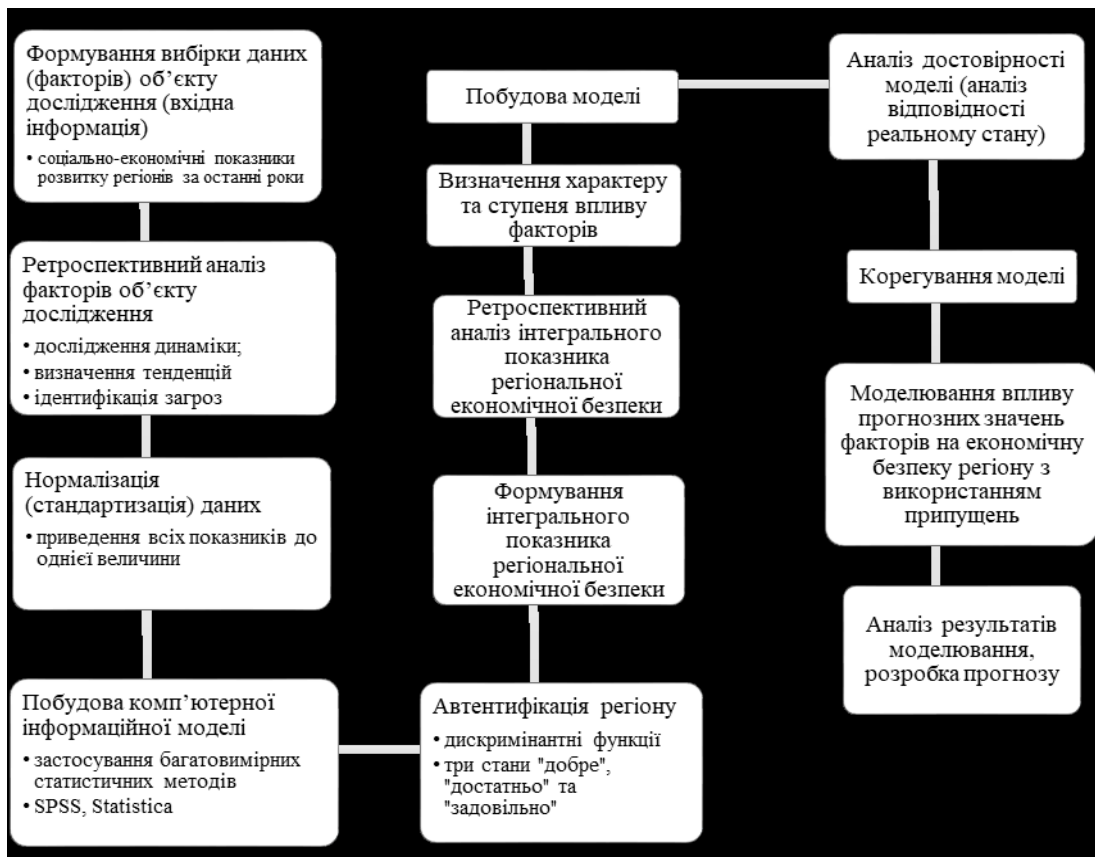 Формування вибірки даних
(факторів) об’єкту
дослідження (вхідна
інформація)
• соціально-економічні показники
розвитку регіонів за останні роки
Ретроспективний аналіз
факторів об’єкту
дослідження
• дослідження динаміки;
• визначення тенденцій
• ідентифікація загроз
Нормалізація
(стандартизація) даних
• приведення всіх показників до
однієї величини
Побудова комп’ютерної
інформаційної моделі
• застосування багатовимірних
статистичних методів
• SPSS, Statistica
Автентифікація регіону
• дискримінантні функції
• три стани "добре",
"достатньо" та
"задовільно"
Формування
інтегрального
показника
регіональної
економічної безпеки
Ретроспективний
аналіз інтегрального
показника
регіональної
економічної безпеки
Визначення характеру
та ступеня впливу
факторів
Побудова моделі
Аналіз достовірності
моделі (аналіз
відповідності
реальному стану)
Корегування моделі
Моделювання впливу
прогнозних значень
факторів на економічну
безпеку регіону з
використанням
припущень
Аналіз результатів
моделювання,
розробка прогнозу